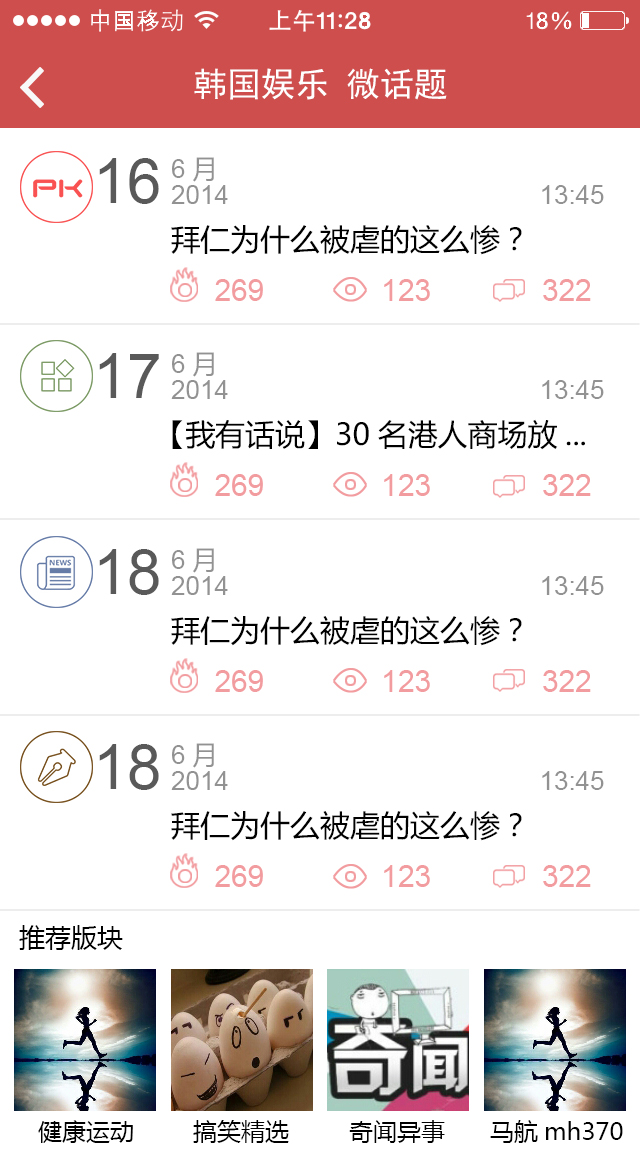 中国移动 上午11:28 18%
韩国娱乐 微话题
PK 16 6 月
2014 13:45
拜仁为什么被虐的这么惨？
269 123 322
17 6 月
2014 13:45
【我有话说】30 名港人商场放 ...
269 123 322
NEWS 18 6 月
2014 13:45
拜仁为什么被虐的这么惨？
269 123 322
18 6 月
2014 13:45
拜仁为什么被虐的这么惨？
269 123 322
推荐版块
奇闻
健康运动 搞笑精选 奇闻异事 马航 mh370